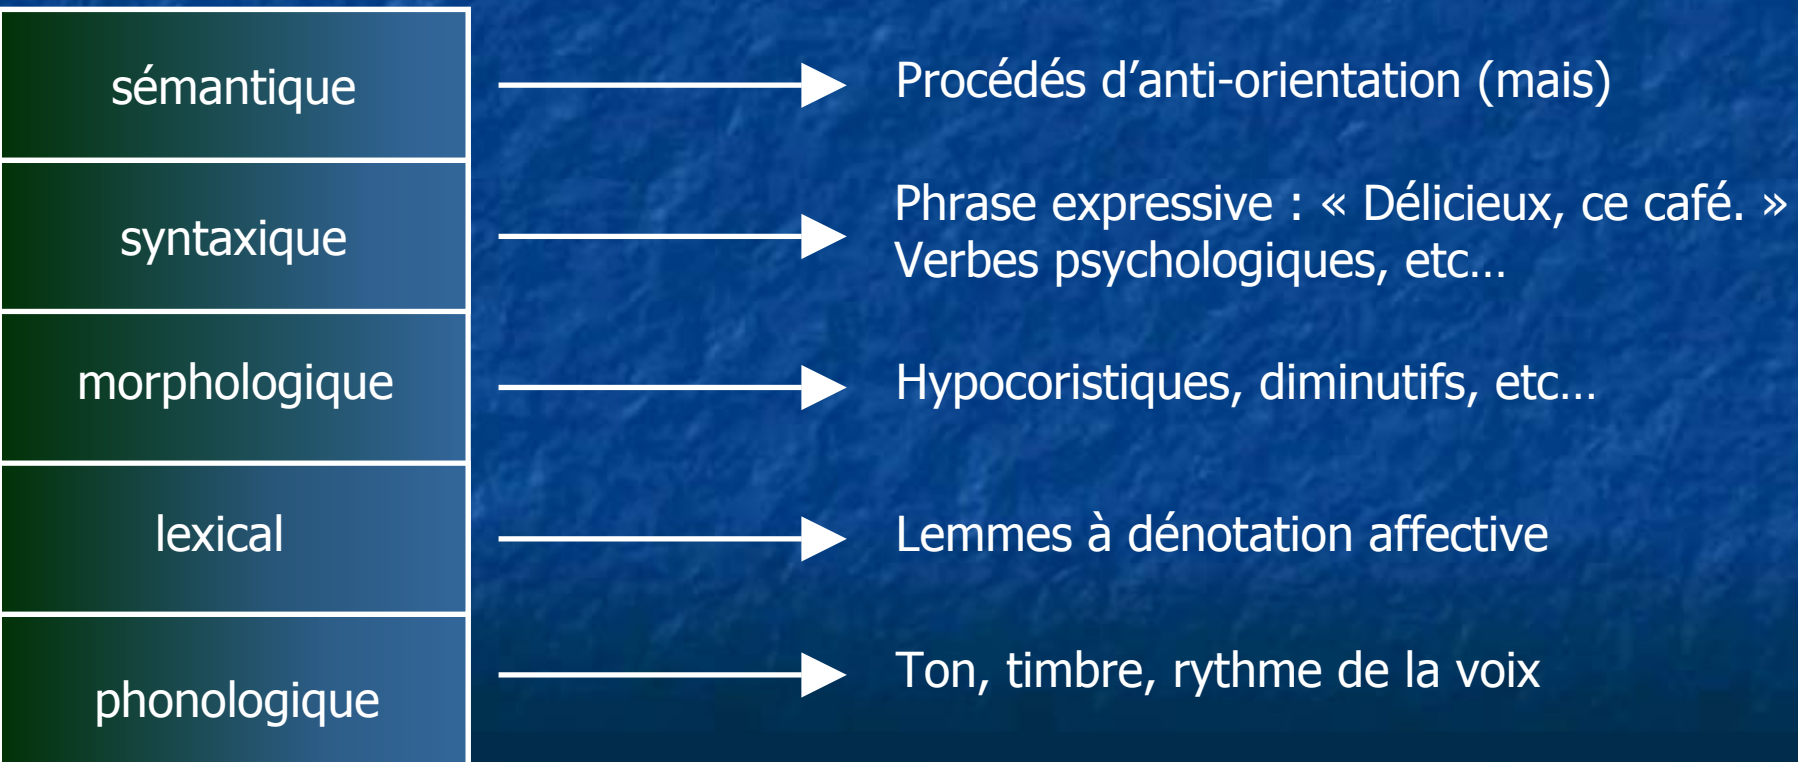 sémantique
Procédés d’anti-orientation (mais)
syntaxique
Phrase expressive : « Délicieux, ce café. »
Verbes psychologiques, etc…
morphologique
Hypocoristiques, diminutifs, etc…
lexical
Lemmes à dénotation affective
phonologique
Ton, timbre, rythme de la voix